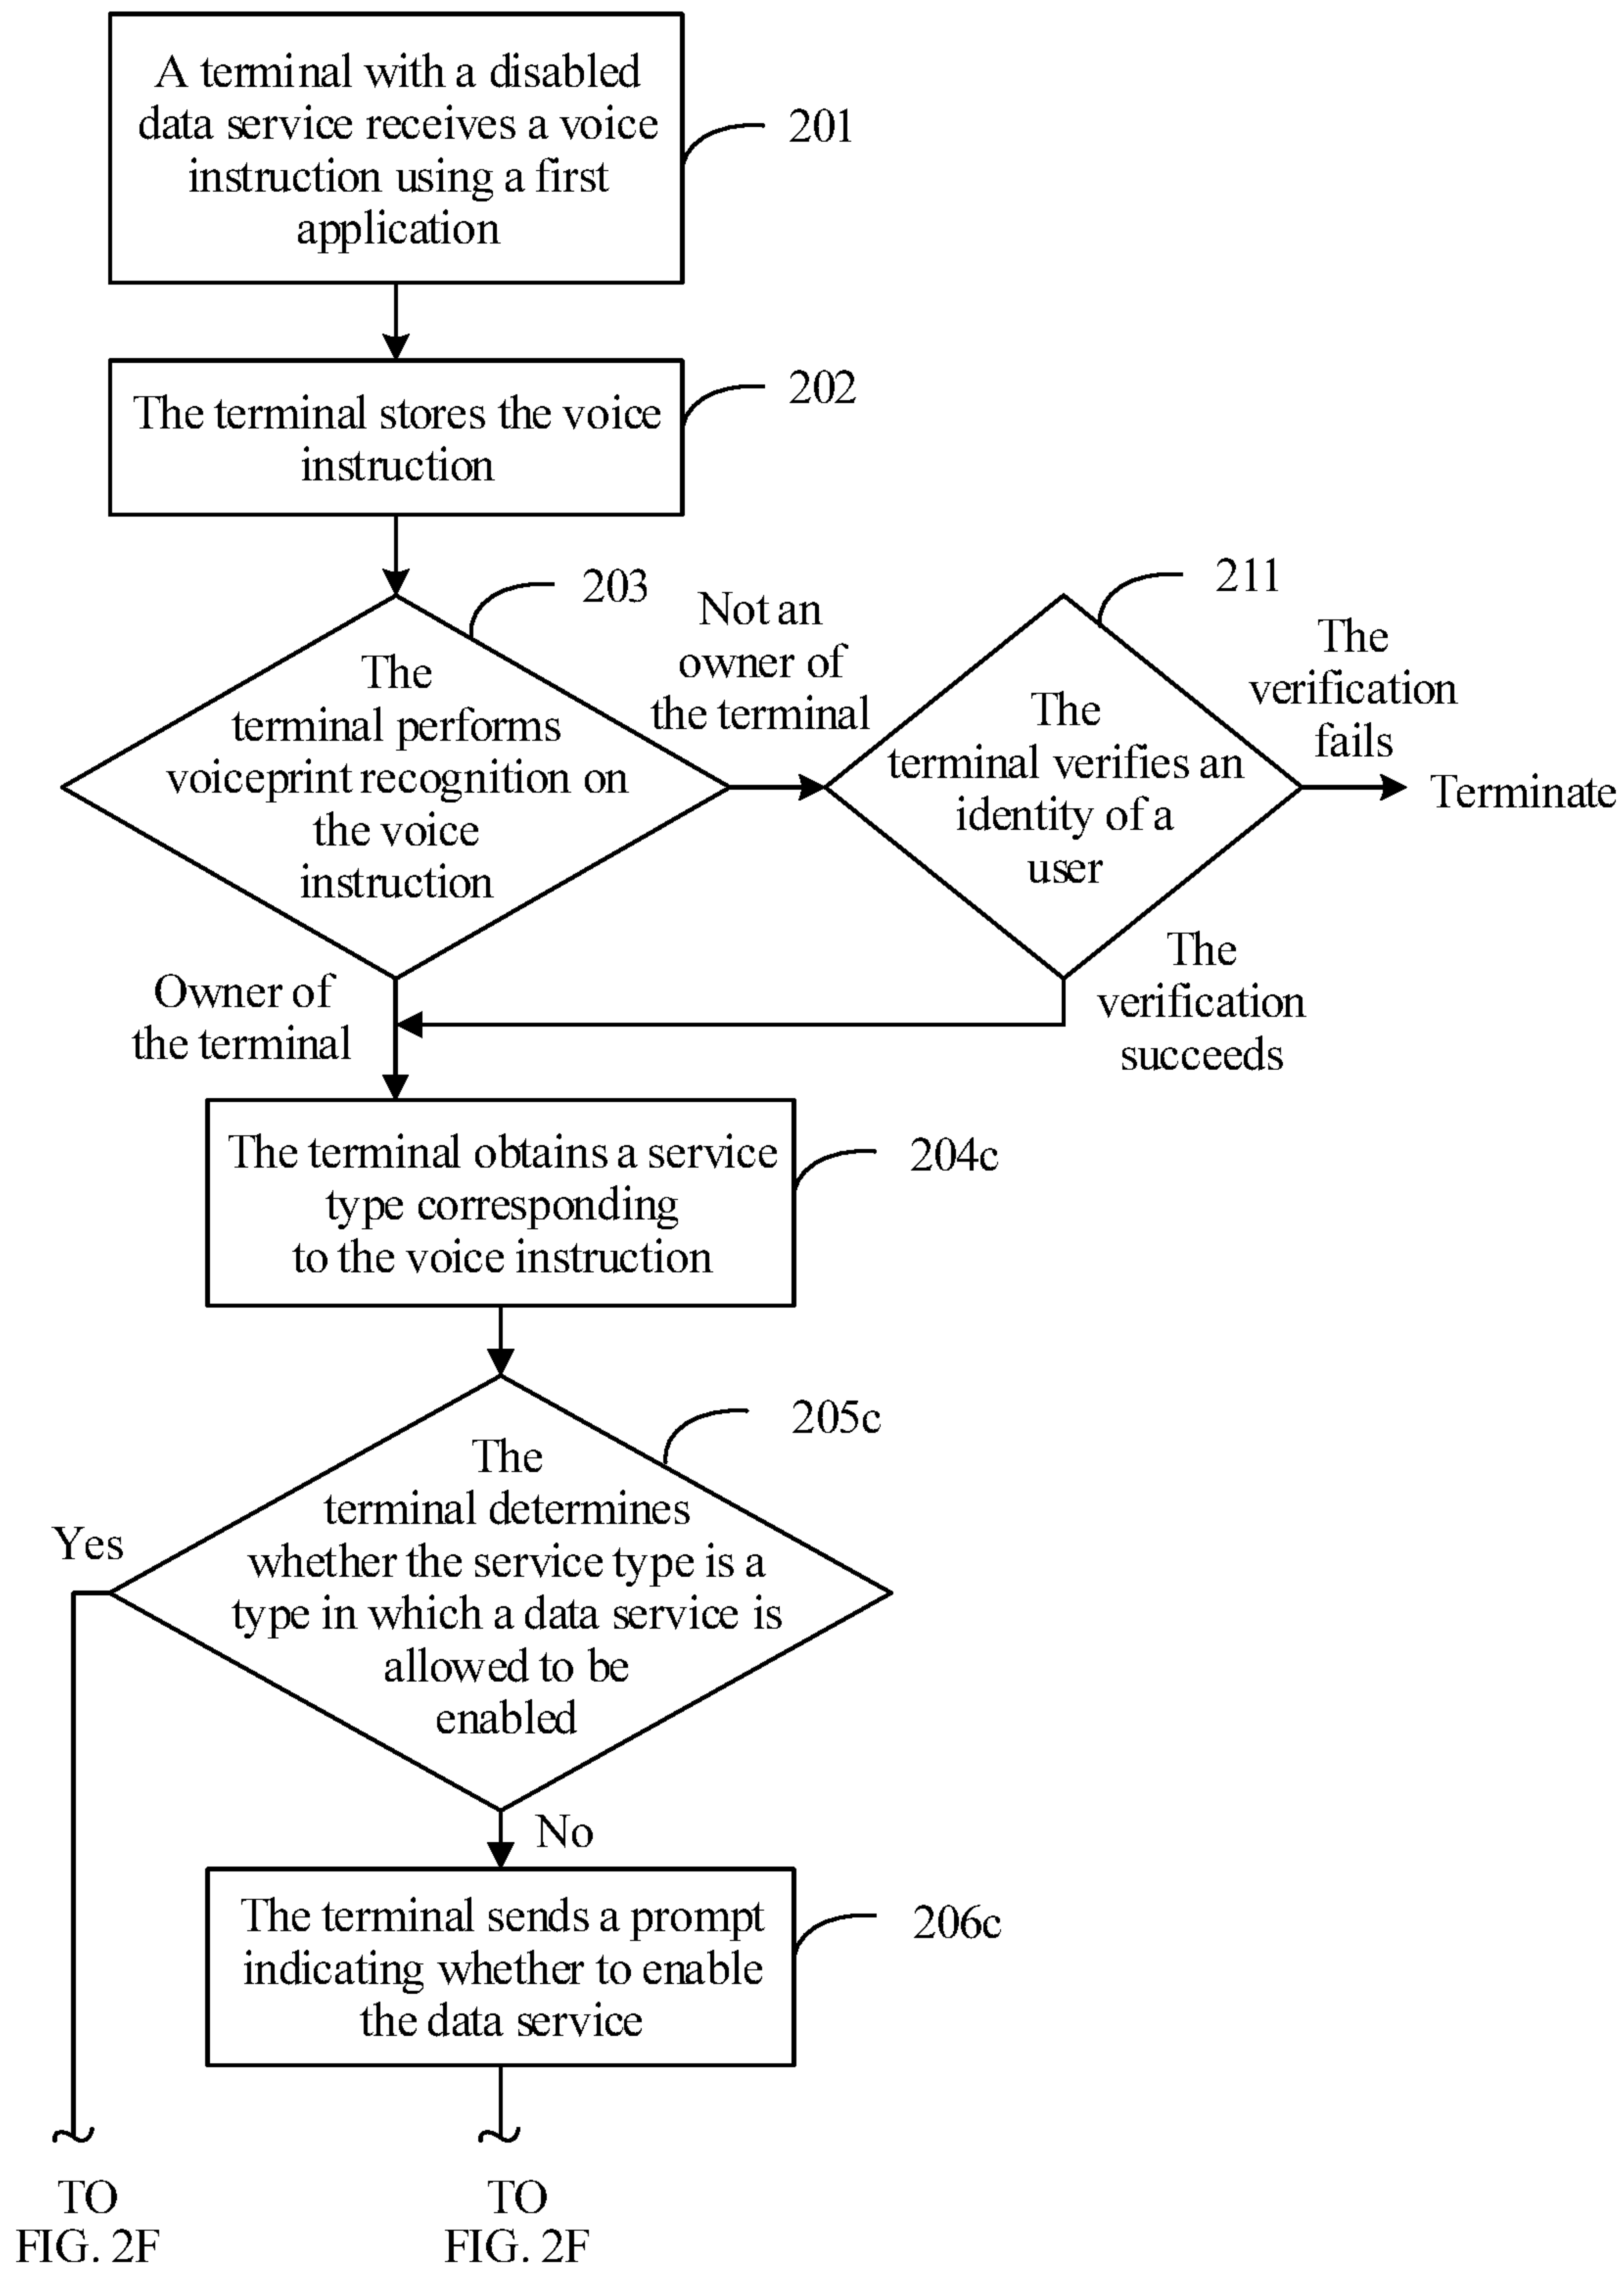 A terminal with a disabled
data service receives a voice
instruction using a first
application
201
The terminal stores the voice
instruction
202
203
The
terminal performs
voiceprint recognition on
the voice
instruction
Not an
owner of
the terminal
211
The
terminal verifies an
identity of a
user
The
verification
fails
Terminate
Owner of
the terminal
The
verification
succeeds
The terminal obtains a service
type corresponding
to the voice instruction
204c
205c
The
terminal determines
whether the service type is a
type in which a data service is
allowed to be
enabled
Yes
No
The terminal sends a prompt
indicating whether to enable
the data service
206c
TO
FIG. 2F
TO
FIG. 2F